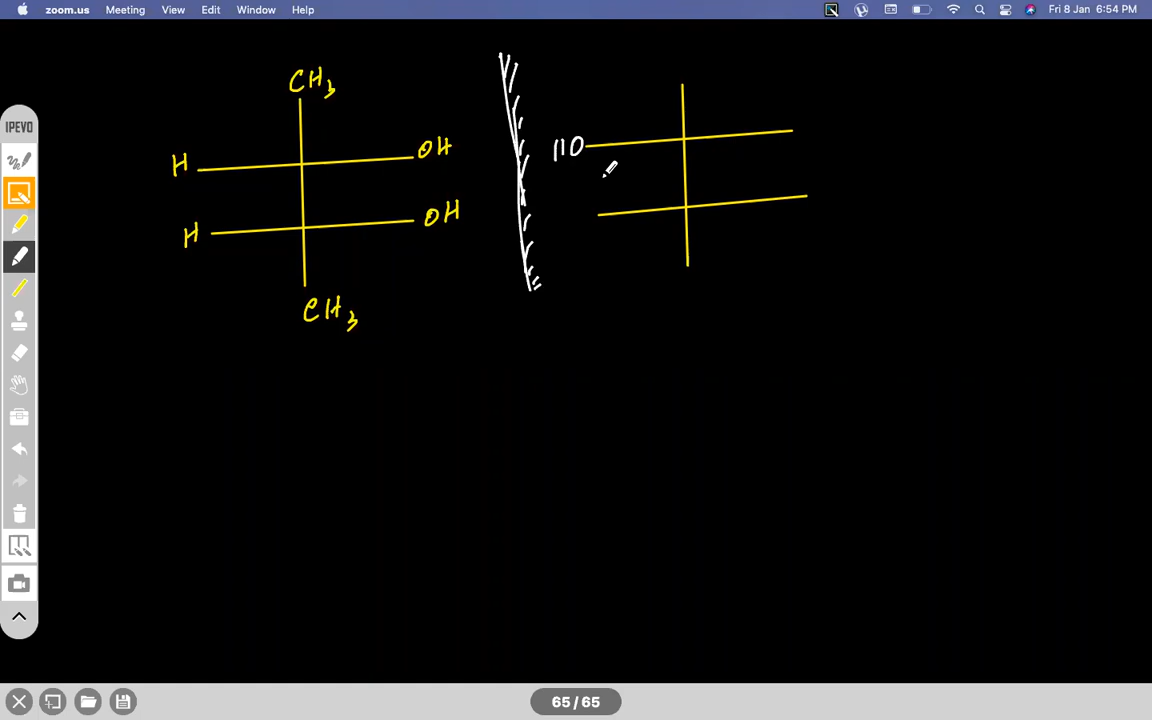 zoom.us Meeting View Edit Window Help Fri 8 Jan 6:54 PM
IPEVO
CH3
H OH
H OH
CH3
110
65/65